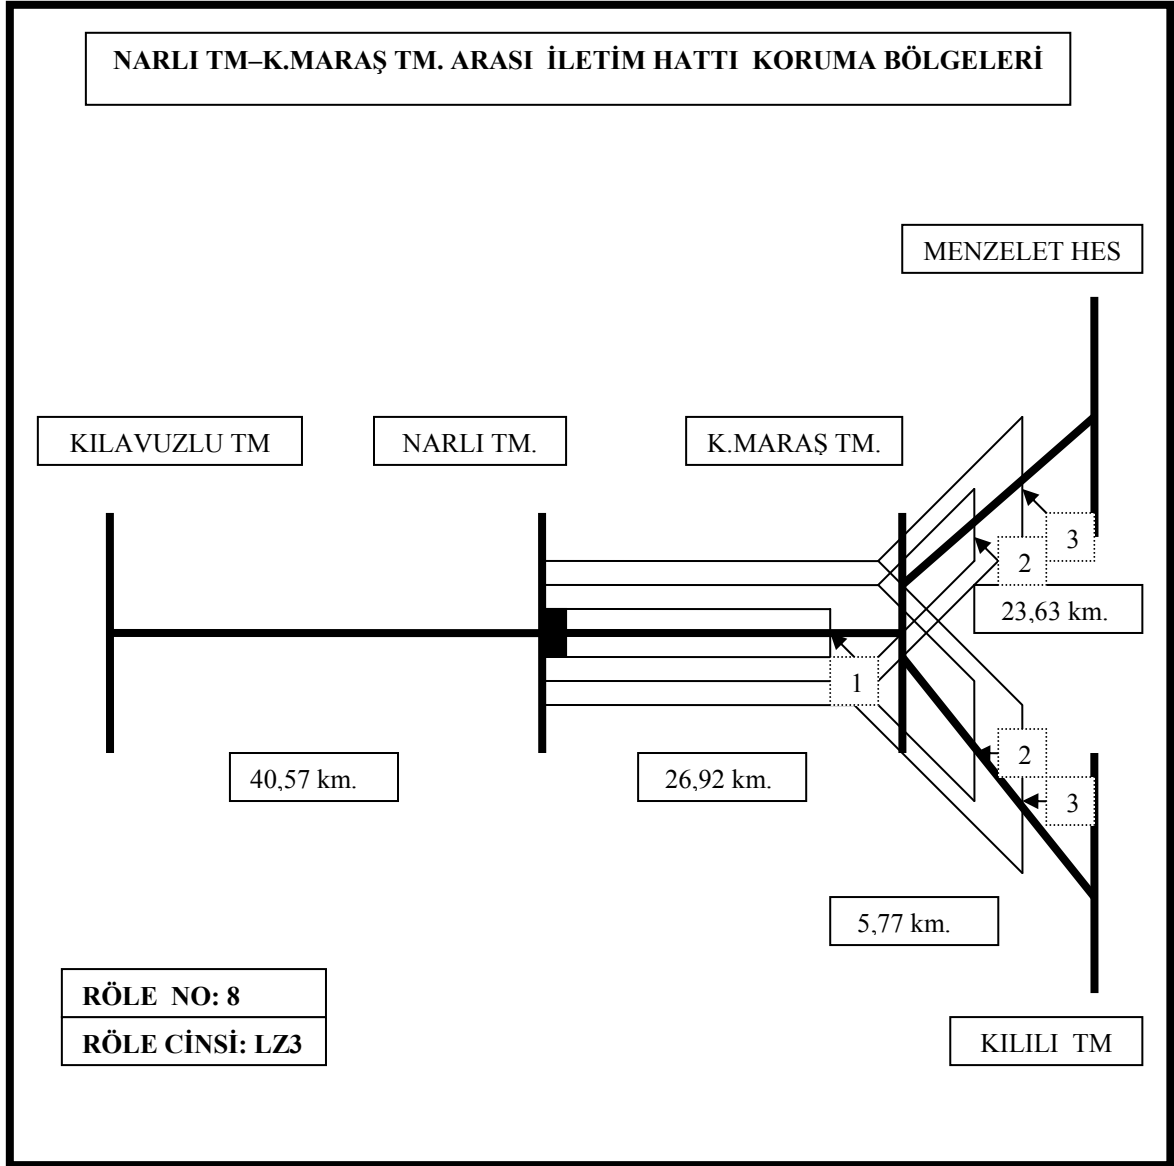 NARLI TM–K.MARAŞ TM. ARASI İLETİM HATTI KORUMA BÖLGELERİ
MENZELET HES
KILAVUZLU TM
NARLI TM.
K.MARAŞ TM.
3
2
23,63 km.
1
2
3
40,57 km.
26,92 km.
5,77 km.
RÖLE NO: 8
RÖLE CİNSİ: LZ3
KILILI TM